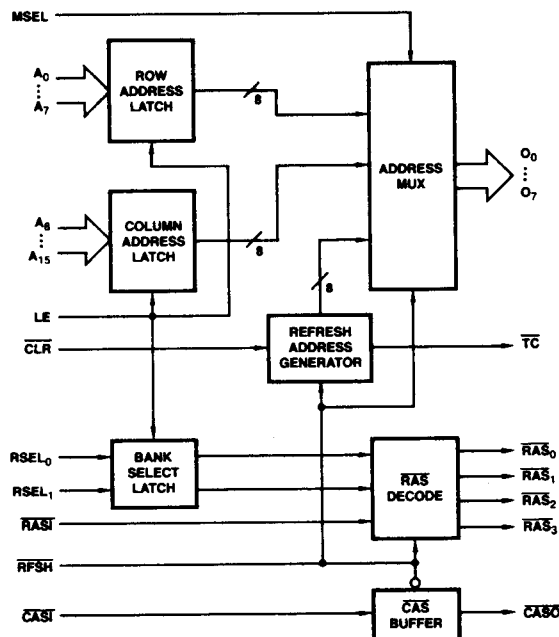 MSEL
A0
A7
ROW
ADDRESS
LATCH
8
ADDRESS
MUX
O0
O7
A8
A15
COLUMN
ADDRESS
LATCH
8
8
LE
CLR
REFRESH
ADDRESS
GENERATOR
TC
RSEL0
RSEL1
BANK
SELECT
LATCH
RAS
DECODE
RAS0
RAS1
RAS2
RAS3
RASI
RFSH
CASI
CAS
BUFFER
CASO